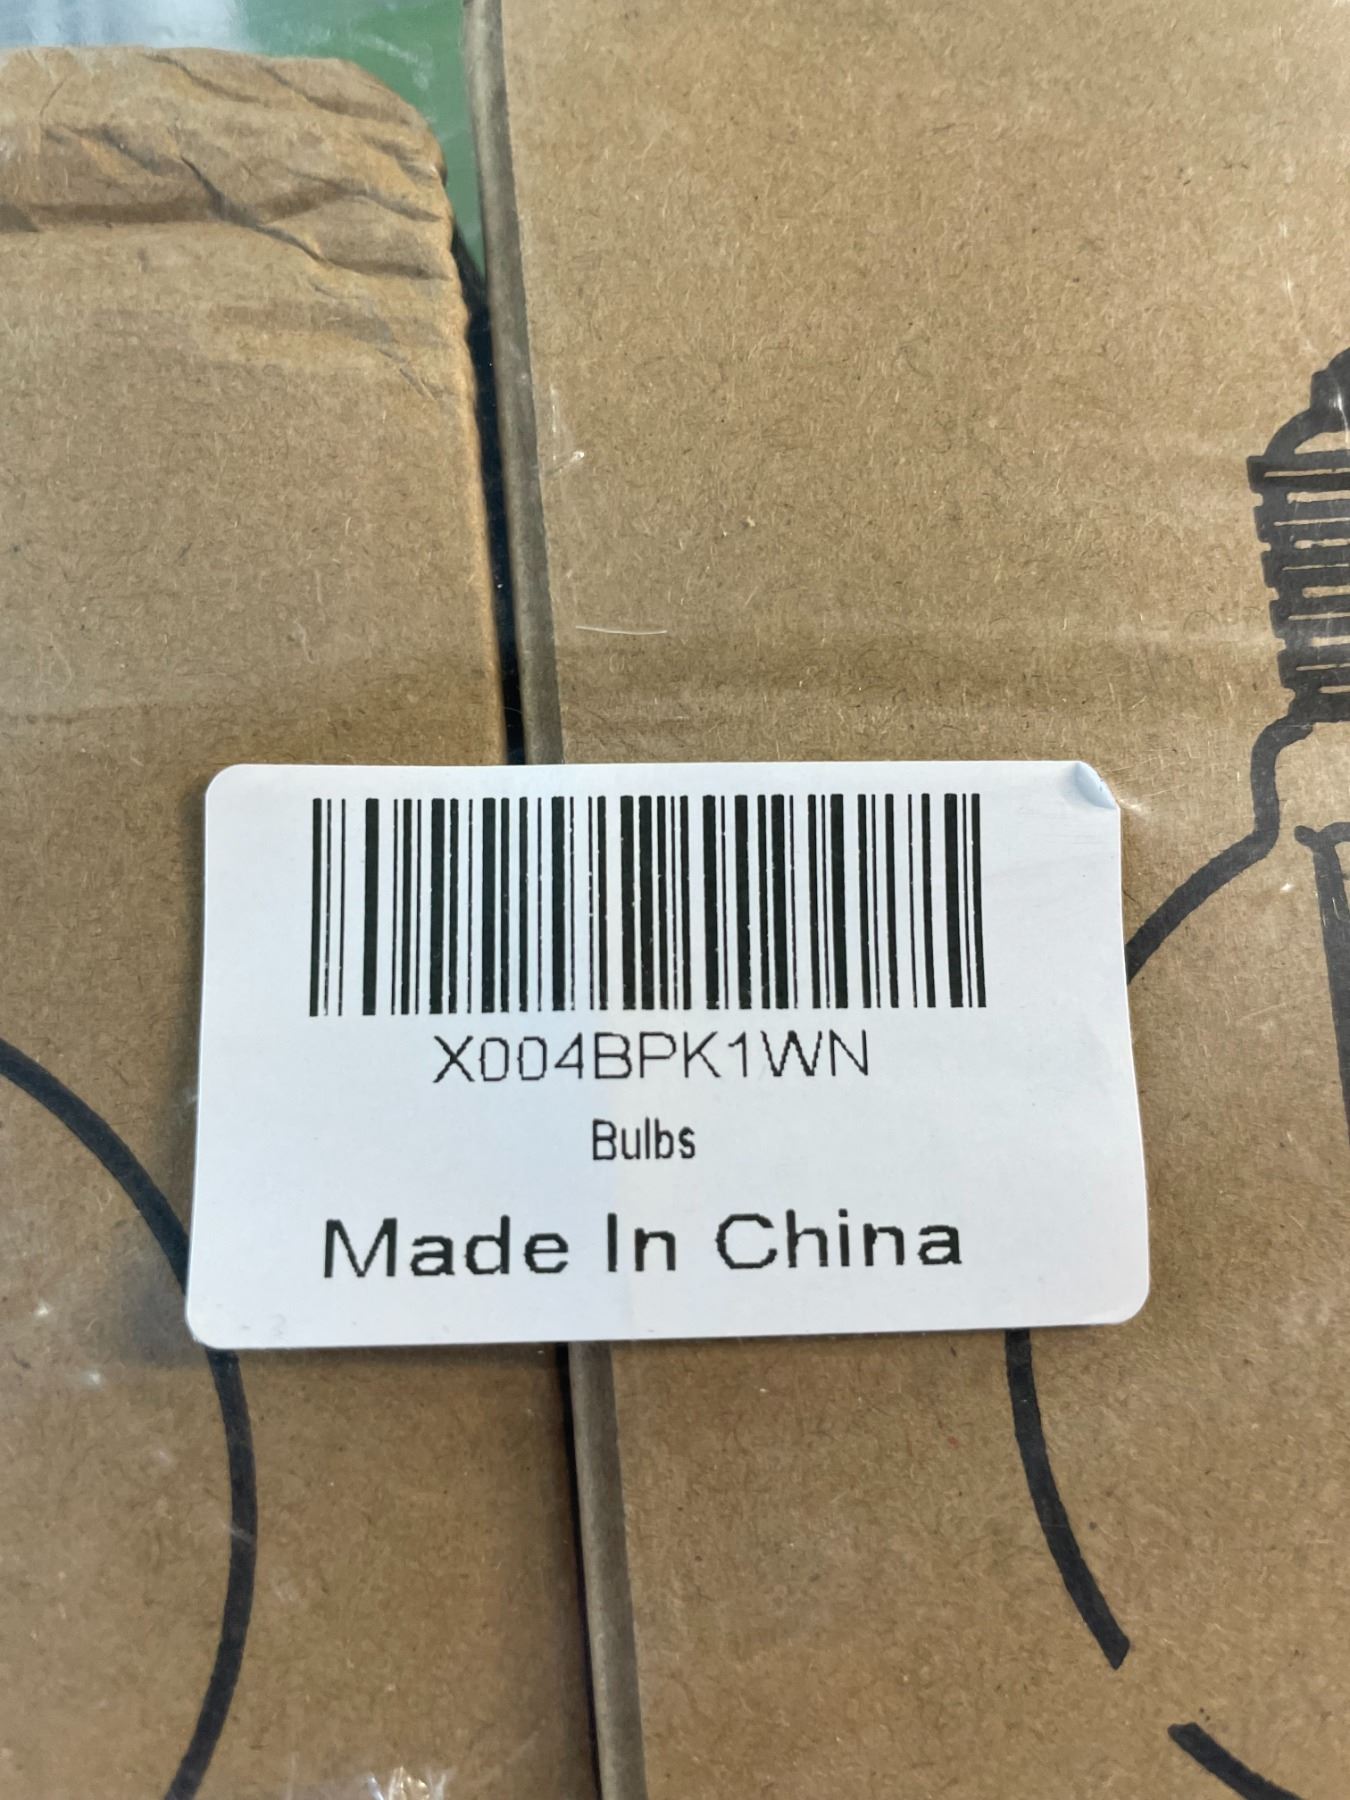 X004BPK1WN
Bulbs
Made In China